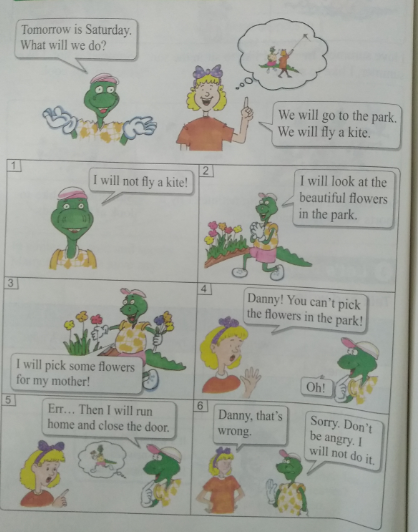 Tomorrow is Saturday.
What will we do?
We will go to the park.
We will fly a kite.
1
I will not fly a kite!
2
I will look at the
beautiful flowers
in the park.
3
I will pick some flowers
for my mother!
4
Danny! You can't pick
the flowers in the park!
Oh!
5
Err... Then I will run
home and close the door.
6
Danny, that's
wrong.
Sorry. Don't
be angry. I
will not do it.